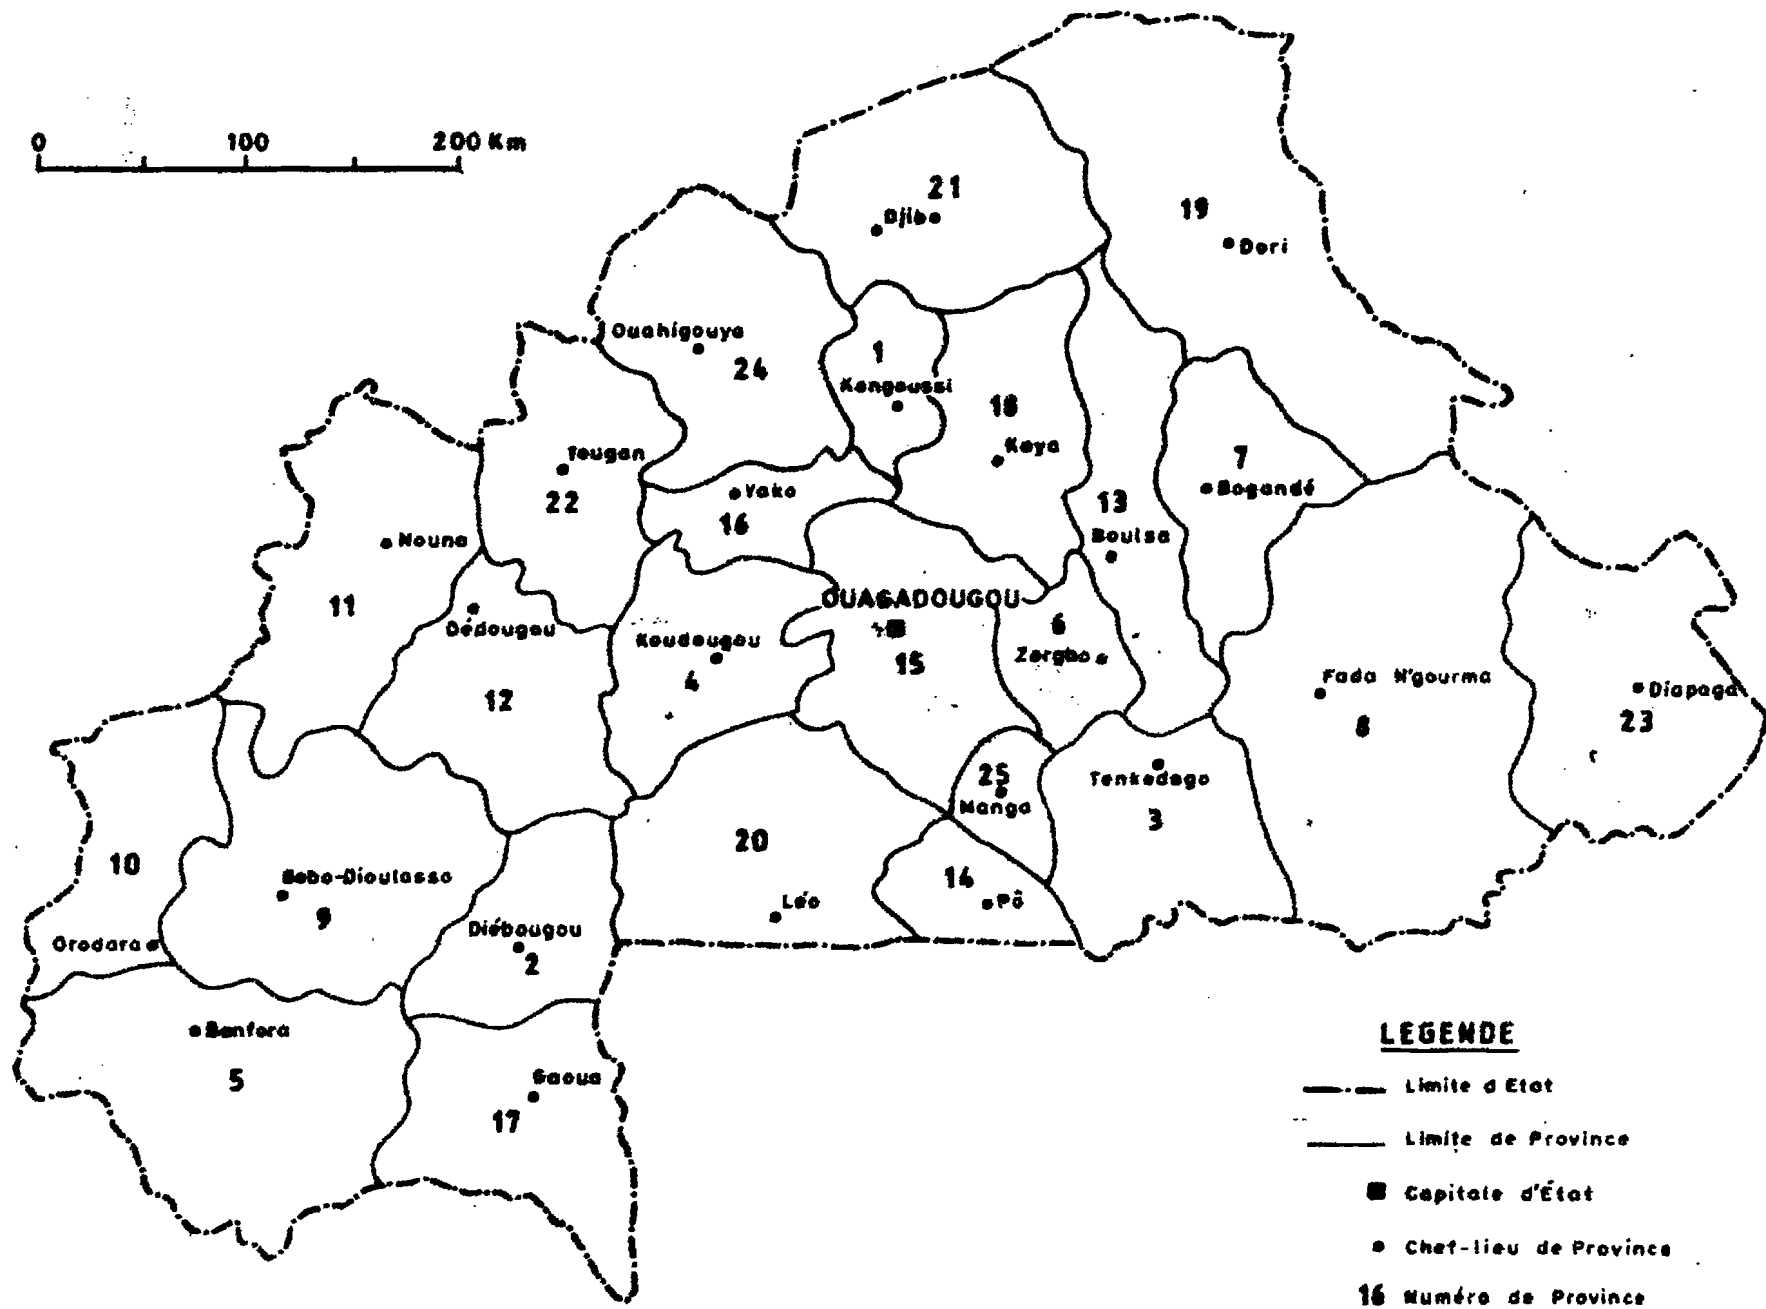 0 100 200 Km
21
Djibo
19
Dori
Ouahigouya
24
1
Kongoussi
18
Kaya
Tougan
22
Yako
16
7
Bogandé
13
Boulsa
Nouna
11
Dédougou
12
Koudougou
4
OUAGADOUGOU
15
6
Zorgho
Fada N'gourma
8
Diapaga
23
25
Manga
Tenkodogo
3
20
Léo
14
Pô
10
Bobo-Dioulasso
9
Orodara
Diébougou
2
Banfora
5
Gaoua
17
LEGENDE
Limite d'Etat
Limite de Province
Capitale d'État
Chef-lieu de Province
16 Numéro de Province